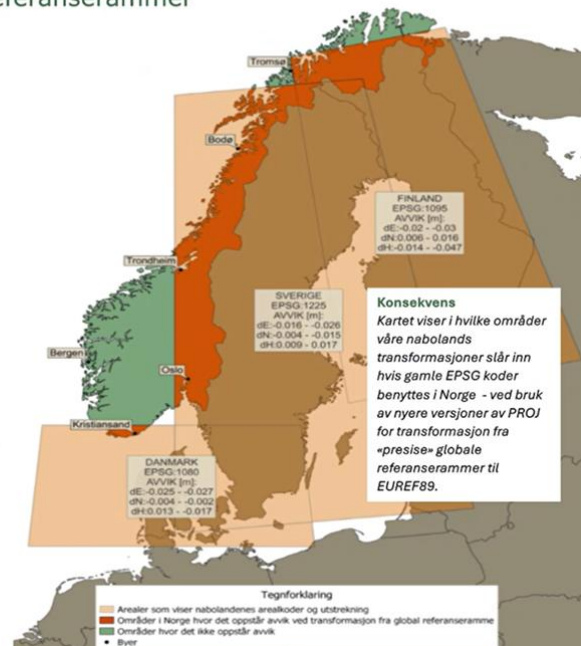 referanserammer
Tromsø
Bodø
FINLAND
EPSG:1095
AVVIK [m]:
dE:-0.02 - -0.03
dN:0.006 - 0.016
dH:-0.014 - -0.047
Trondheim
SVERIGE
EPSG:1225
AVVIK [m]:
dE:-0.016 - -0.026
dN:-0.004 - -0.015
dH:0.009 - 0.017
Konsekvens
Kartet viser i hvilke områder
våre nabolands
transformasjoner slår inn
hvis gamle EPSG koder
benyttes i Norge - ved bruk
av nyere versjoner av PROJ
for transformasjon fra
«presise» globale
referanserammer til
EUREF89.
Bergen
Oslo
Kristiansand
DANMARK
EPSG:1080
AVVIK [m]:
dE:-0.025 - -0.027
dN:-0.004 - -0.002
dH:0.013 - -0.017
Tegnforklaring
Arealer som viser nabolandenes arealkoder og utstrekning
Områder i Norge hvor det oppstår avvik ved transformasjon fra global referanseramme
Områder hvor det ikke oppstår avvik
Byer